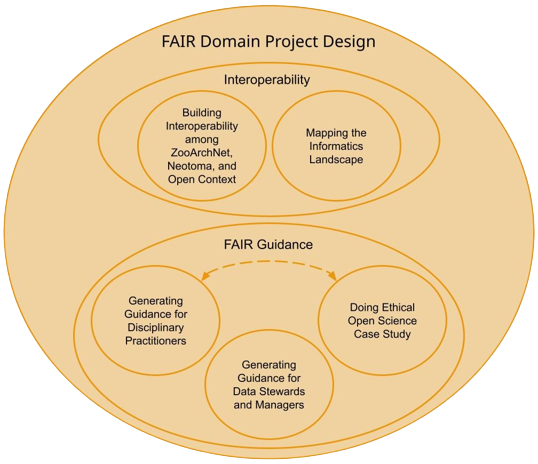 FAIR Domain Project Design
Interoperability
Building
Interoperability
among
ZooArchNet,
Neotoma, and
Open Context
Mapping the
Informatics
Landscape
FAIR Guidance
Generating
Guidance for
Disciplinary
Practitioners
Doing Ethical
Open Science
Case Study
Generating
Guidance for
Data Stewards
and Managers